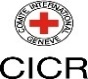 COMITE INTERNATIONAL
GENEVE
CICR